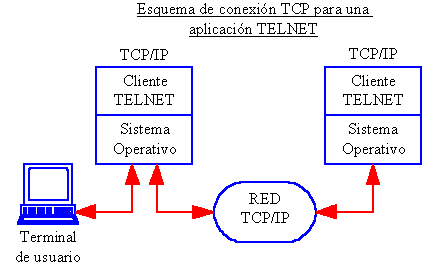 Esquema de conexión TCP para una
aplicación TELNET
TCP/IP
Cliente
TELNET
Sistema
Operativo
TCP/IP
Cliente
TELNET
Sistema
Operativo
RED
TCP/IP
Terminal
de usuario